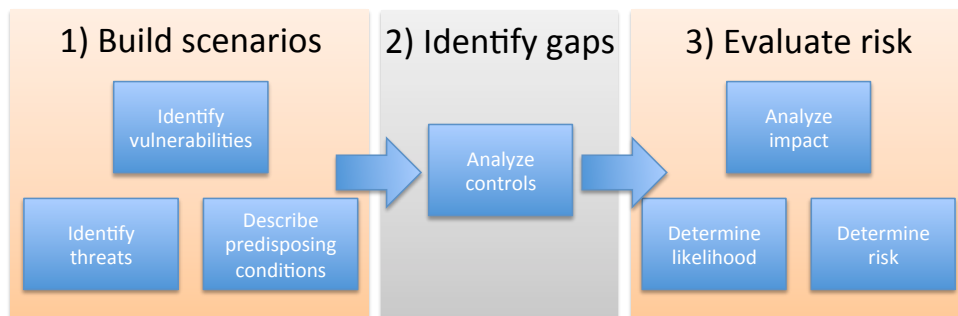 1) Build scenarios
Identify
vulnerabilities
Identify
threats
Describe
predisposing
conditions
2) Identify gaps
Analyze
controls
3) Evaluate risk
Analyze
impact
Determine
likelihood
Determine
risk